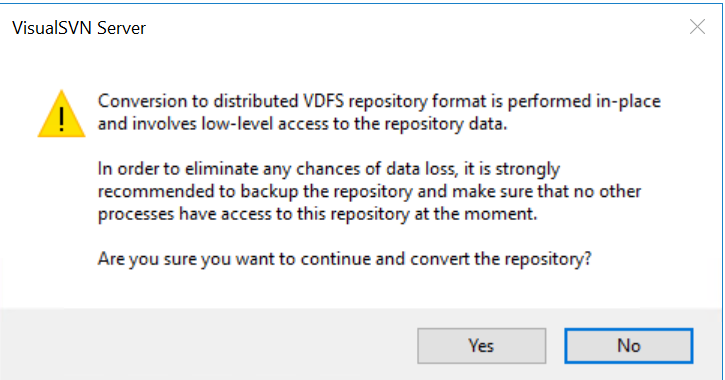 VisualSVN Server
Conversion to distributed VDFS repository format is performed in-place
and involves low-level access to the repository data.
In order to eliminate any chances of data loss, it is strongly
recommended to backup the repository and make sure that no other
processes have access to this repository at the moment.
Are you sure you want to continue and convert the repository?
Yes
No